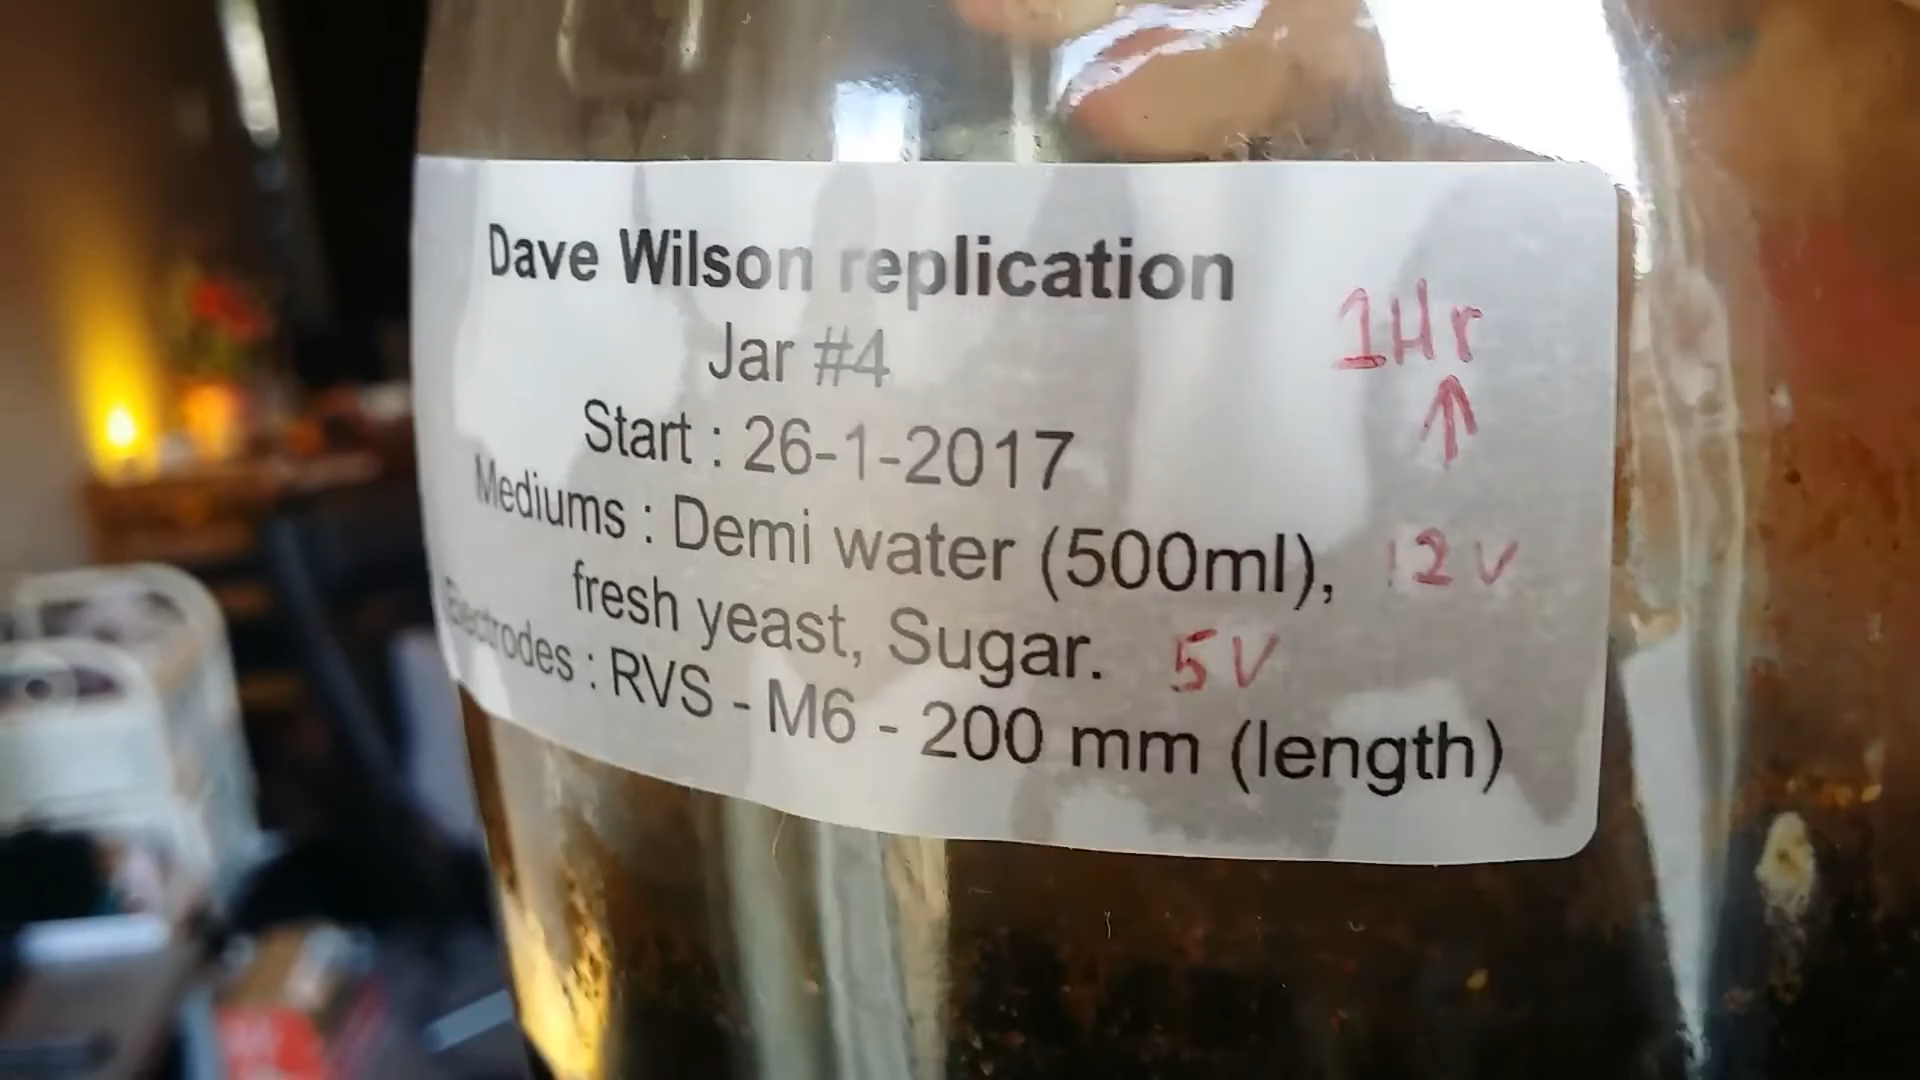 Dave Wilson replication
Jar #4
1Hr
↑
Start : 26-1-2017
Mediums : Demi water (500ml), 12V
fresh yeast, Sugar. 5V
Electrodes : RVS - M6 - 200 mm (length)